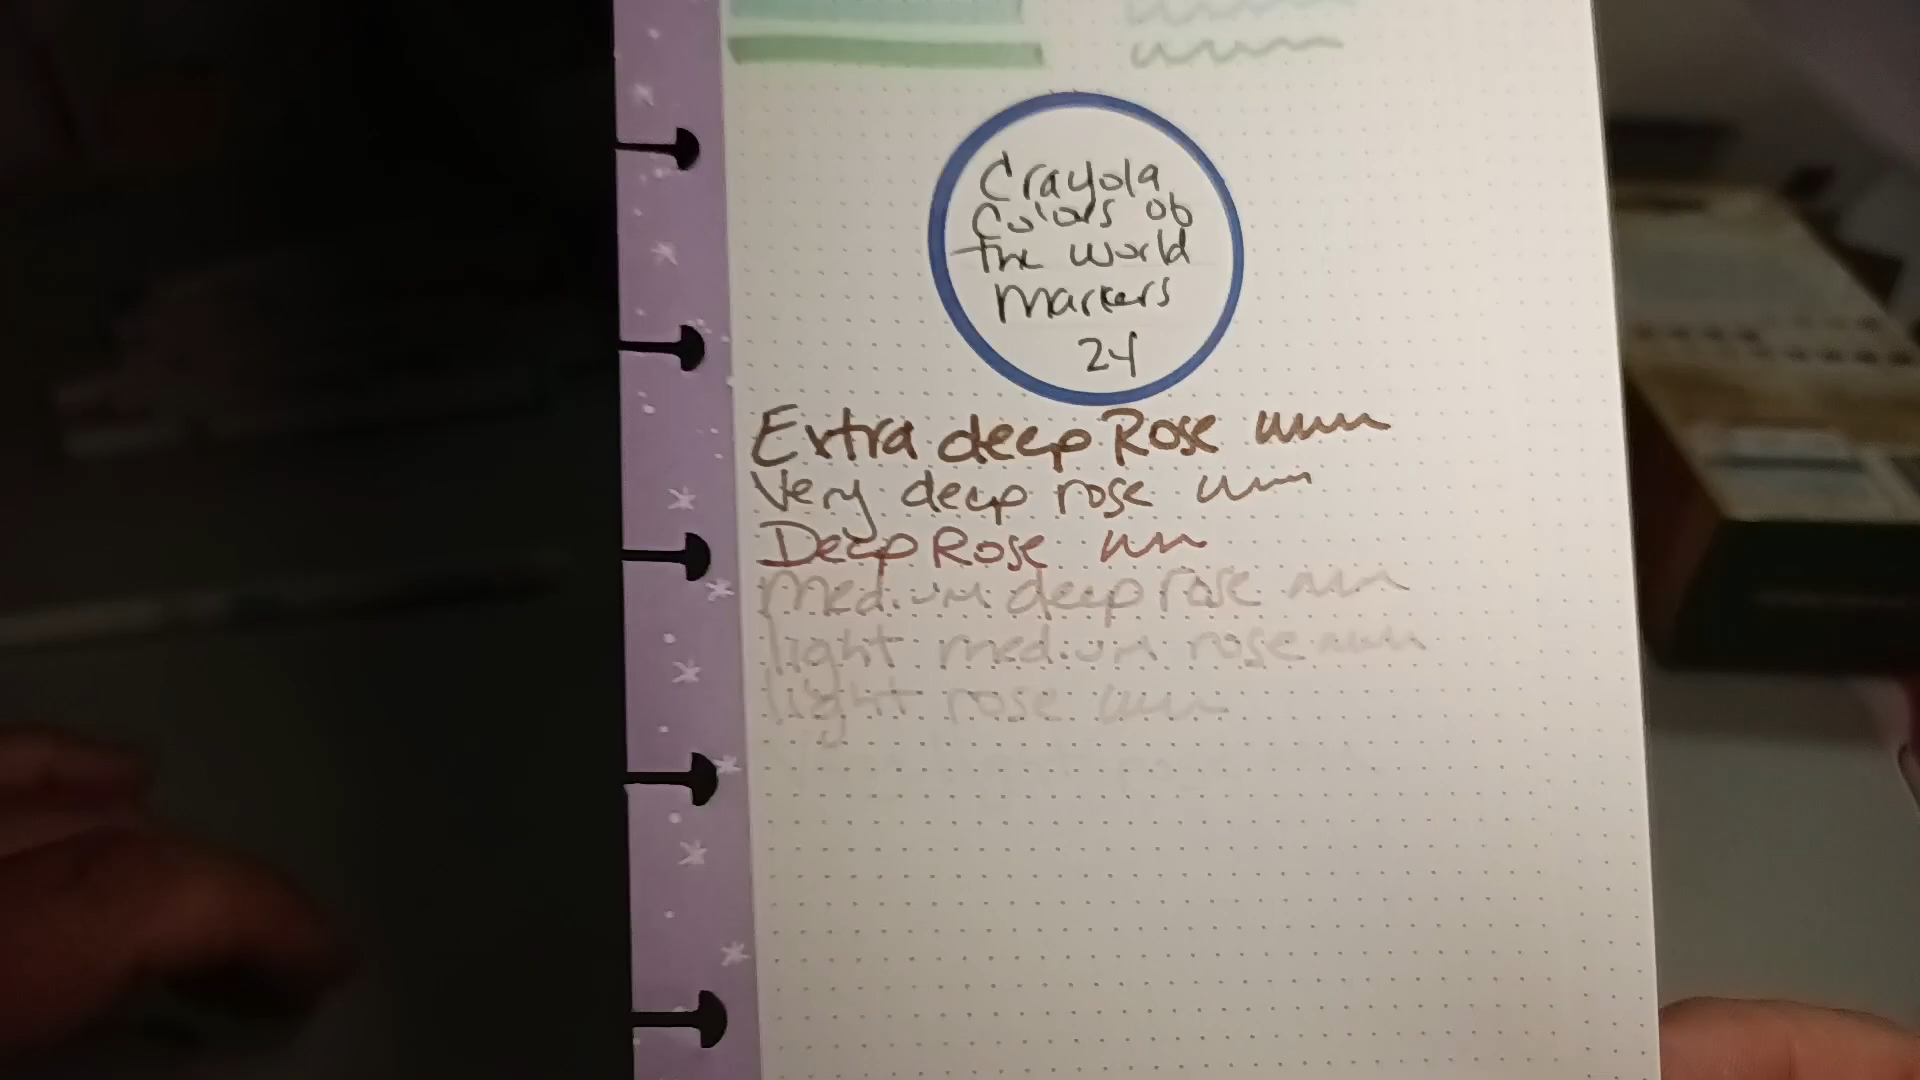 Crayola
Colors of
the world
markers
24
Extra deep Rose
Very deep rose
Deep Rose
medium deep rose
light medium rose
light rose